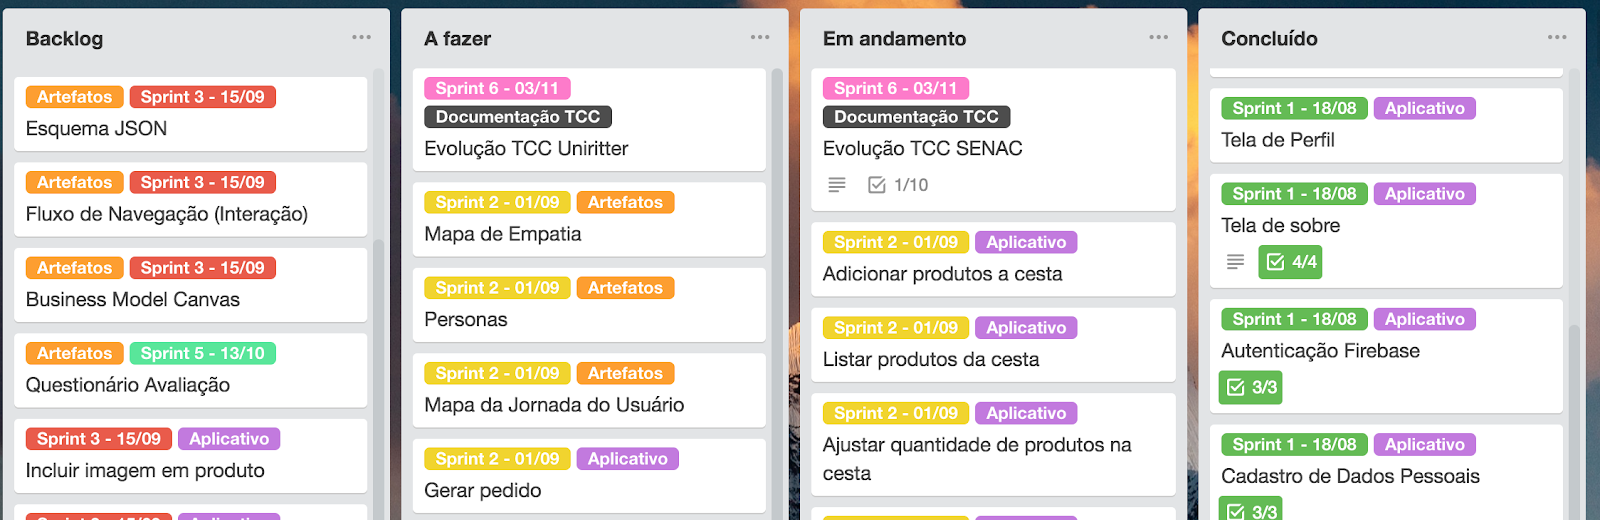 Backlog
Artefatos Sprint 3 - 15/09
Esquema JSON
Artefatos Sprint 3 - 15/09
Fluxo de Navegação (Interação)
Artefatos Sprint 3 - 15/09
Business Model Canvas
Artefatos Sprint 5 - 13/10
Questionário Avaliação
Sprint 3 - 15/09 Aplicativo
Incluir imagem em produto
A fazer
Sprint 6 - 03/11
Documentação TCC
Evolução TCC Uniritter
Sprint 2 - 01/09 Artefatos
Mapa de Empatia
Sprint 2 - 01/09 Artefatos
Personas
Sprint 2 - 01/09 Artefatos
Mapa da Jornada do Usuário
Sprint 2 - 01/09 Aplicativo
Gerar pedido
Em andamento
Sprint 6 - 03/11
Documentação TCC
Evolução TCC SENAC
1/10
Sprint 2 - 01/09 Aplicativo
Adicionar produtos a cesta
Sprint 2 - 01/09 Aplicativo
Listar produtos da cesta
Sprint 2 - 01/09 Aplicativo
Ajustar quantidade de produtos na
cesta
Concluído
Sprint 1 - 18/08 Aplicativo
Tela de Perfil
Sprint 1 - 18/08 Aplicativo
Tela de sobre
4/4
Sprint 1 - 18/08 Aplicativo
Autenticação Firebase
3/3
Sprint 1 - 18/08 Aplicativo
Cadastro de Dados Pessoais
3/3